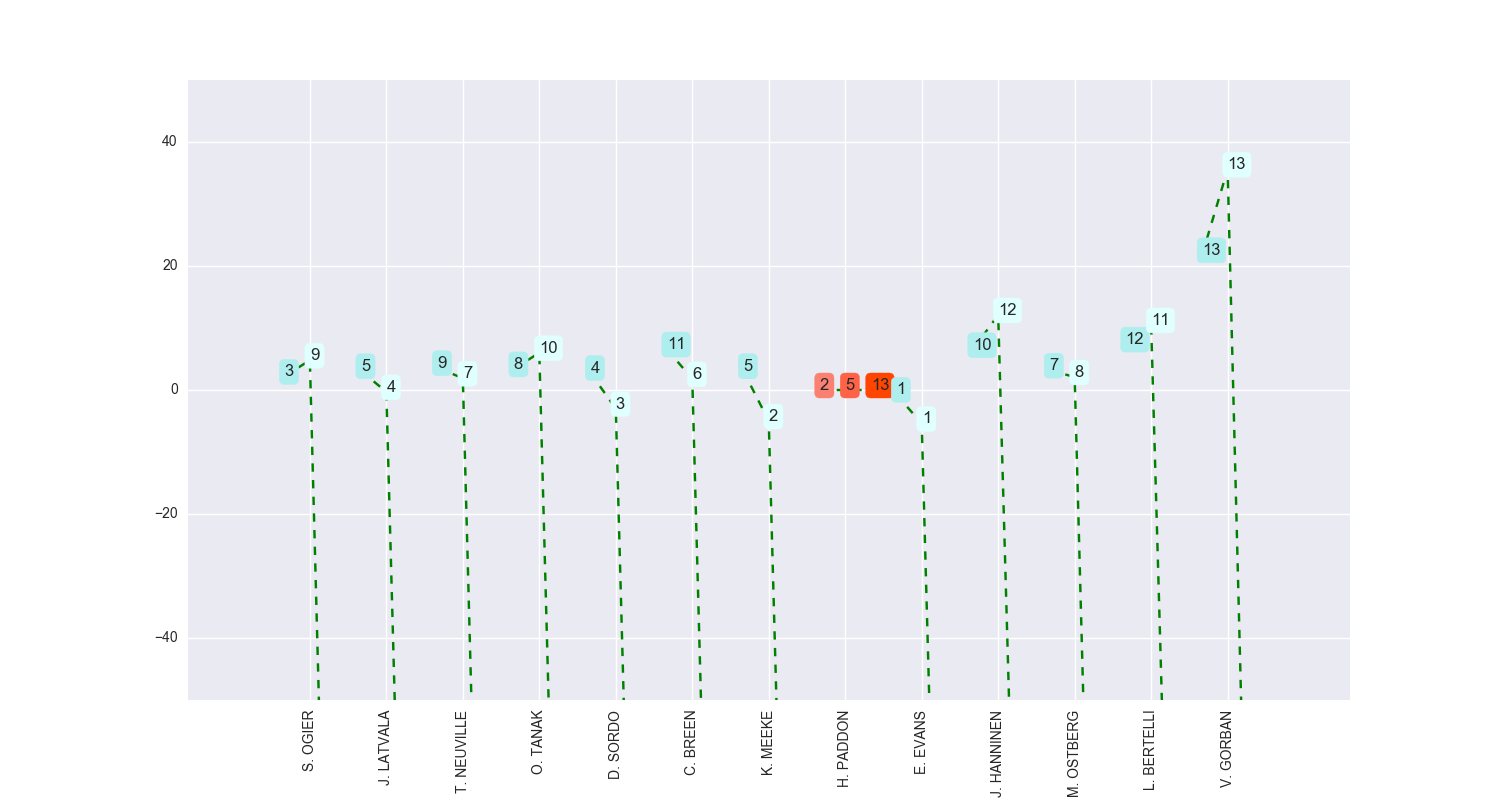 40
13
13
20
12
11
12
10
11
10
9
3
5
4
9
7
8
4
3
6
5
2
2
5
13
1
1
7
8
0
−20
−40
S. OGIER
J. LATVALA
T. NEUVILLE
O. TANAK
D. SORDO
C. BREEN
K. MEEKE
H. PADDON
E. EVANS
J. HANNINEN
M. OSTBERG
L. BERTELLI
V. GORBAN